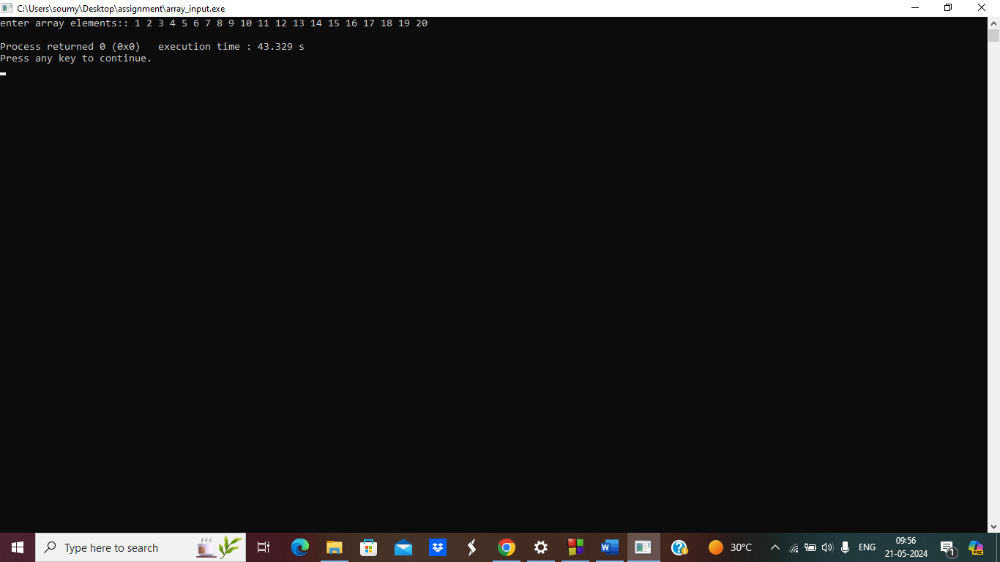 C:\Users\soumy\Desktop\assignment\array_input.exe
enter array elements:: 1 2 3 4 5 6 7 8 9 10 11 12 13 14 15 16 17 18 19 20
Process returned 0 (0x0)   execution time : 43.329 s
Press any key to continue.
Type here to search
30°C
ENG
09:56
21-05-2024
1
PRE